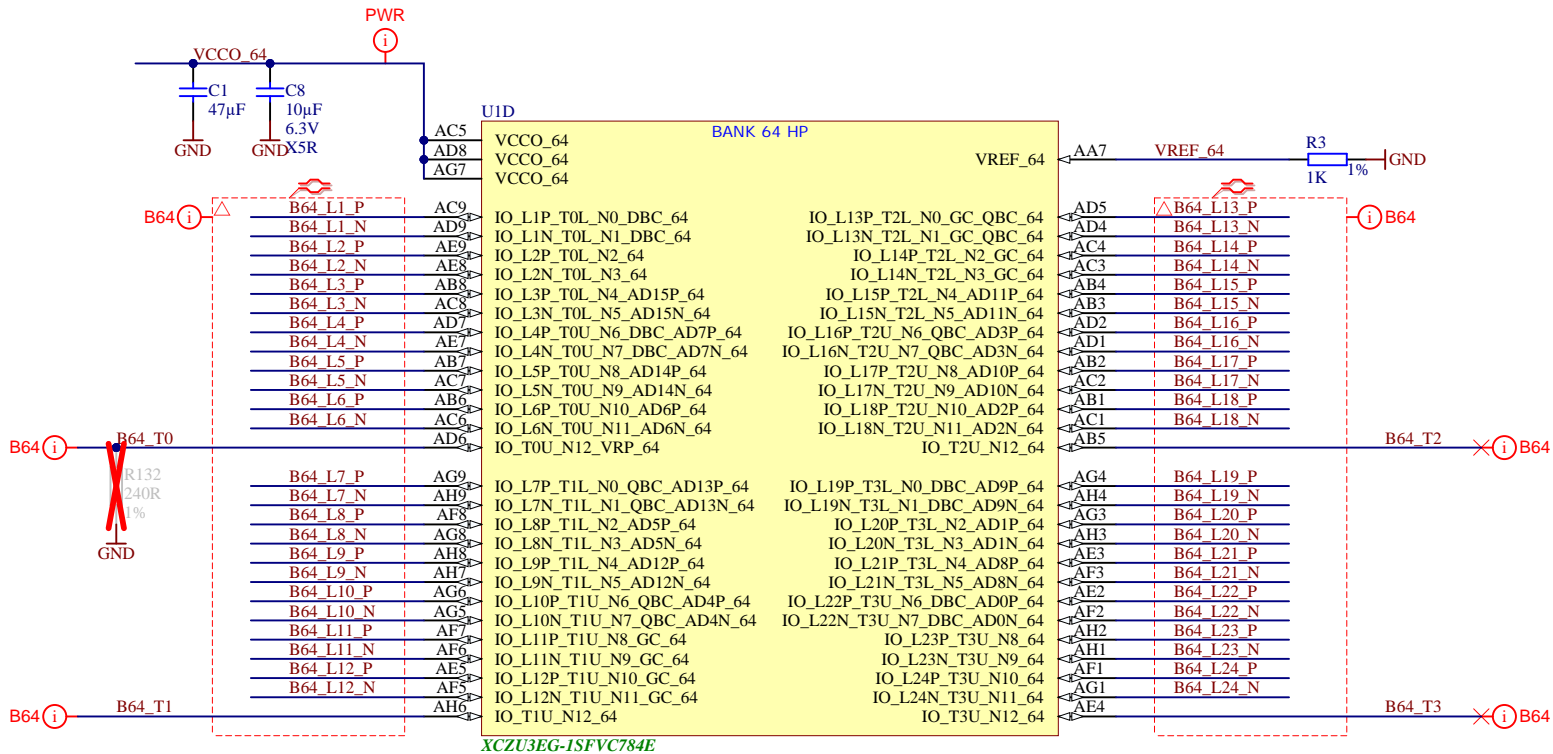 PWR
i
VCCO_64
C1
47µF
GND
C8
10µF
6.3V
X5R
GND
U1D
BANK 64 HP
AC5 VCCO_64
AD8 VCCO_64
AG7 VCCO_64
VREF_64 AA7 VREF_64
R3
1K
1%
GND
B64 i
i B64
B64_L1_P AC9 IO_L1P_T0L_N0_DBC_64
B64_L1_N AD9 IO_L1N_T0L_N1_DBC_64
B64_L2_P AE9 IO_L2P_T0L_N2_64
B64_L2_N AE8 IO_L2N_T0L_N3_64
B64_L3_P AB8 IO_L3P_T0L_N4_AD15P_64
B64_L3_N AC8 IO_L3N_T0L_N5_AD15N_64
B64_L4_P AD7 IO_L4P_T0U_N6_DBC_AD7P_64
B64_L4_N AE7 IO_L4N_T0U_N7_DBC_AD7N_64
B64_L5_P AB7 IO_L5P_T0U_N8_AD14P_64
B64_L5_N AC7 IO_L5N_T0U_N9_AD14N_64
B64_L6_P AB6 IO_L6P_T0U_N10_AD6P_64
B64_L6_N AC6 IO_L6N_T0U_N11_AD6N_64
B64 i B64_T0 AD6 IO_T0U_N12_VRP_64
R132
240R
1%
GND
B64_L7_P AG9 IO_L7P_T1L_N0_QBC_AD13P_64
B64_L7_N AH9 IO_L7N_T1L_N1_QBC_AD13N_64
B64_L8_P AF8 IO_L8P_T1L_N2_AD5P_64
B64_L8_N AG8 IO_L8N_T1L_N3_AD5N_64
B64_L9_P AH8 IO_L9P_T1L_N4_AD12P_64
B64_L9_N AH7 IO_L9N_T1L_N5_AD12N_64
B64_L10_P AG6 IO_L10P_T1U_N6_QBC_AD4P_64
B64_L10_N AG5 IO_L10N_T1U_N7_QBC_AD4N_64
B64_L11_P AF7 IO_L11P_T1U_N8_GC_64
B64_L11_N AF6 IO_L11N_T1U_N9_GC_64
B64_L12_P AE5 IO_L12P_T1U_N10_GC_64
B64_L12_N AF5 IO_L12N_T1U_N11_GC_64
B64 i B64_T1 AH6 IO_T1U_N12_64
IO_L13P_T2L_N0_GC_QBC_64 AD5 B64_L13_P
IO_L13N_T2L_N1_GC_QBC_64 AD4 B64_L13_N
IO_L14P_T2L_N2_GC_64 AC4 B64_L14_P
IO_L14N_T2L_N3_GC_64 AC3 B64_L14_N
IO_L15P_T2L_N4_AD11P_64 AB4 B64_L15_P
IO_L15N_T2L_N5_AD11N_64 AB3 B64_L15_N
IO_L16P_T2U_N6_QBC_AD3P_64 AD2 B64_L16_P
IO_L16N_T2U_N7_QBC_AD3N_64 AD1 B64_L16_N
IO_L17P_T2U_N8_AD10P_64 AB2 B64_L17_P
IO_L17N_T2U_N9_AD10N_64 AC2 B64_L17_N
IO_L18P_T2U_N10_AD2P_64 AB1 B64_L18_P
IO_L18N_T2U_N11_AD2N_64 AC1 B64_L18_N
IO_T2U_N12_64 AB5 B64_T2 i B64
IO_L19P_T3L_N0_DBC_AD9P_64 AG4 B64_L19_P
IO_L19N_T3L_N1_DBC_AD9N_64 AH4 B64_L19_N
IO_L20P_T3L_N2_AD1P_64 AG3 B64_L20_P
IO_L20N_T3L_N3_AD1N_64 AH3 B64_L20_N
IO_L21P_T3L_N4_AD8P_64 AE3 B64_L21_P
IO_L21N_T3L_N5_AD8N_64 AF3 B64_L21_N
IO_L22P_T3U_N6_DBC_AD0P_64 AE2 B64_L22_P
IO_L22N_T3U_N7_DBC_AD0N_64 AF2 B64_L22_N
IO_L23P_T3U_N8_64 AH2 B64_L23_P
IO_L23N_T3U_N9_64 AH1 B64_L23_N
IO_L24P_T3U_N10_64 AF1 B64_L24_P
IO_L24N_T3U_N11_64 AG1 B64_L24_N
IO_T3U_N12_64 AE4 B64_T3 i B64
XCZU3EG-1SFVC784E